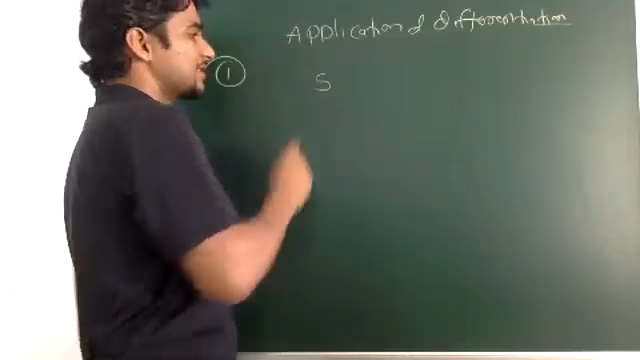 Application of Differentiation
① S